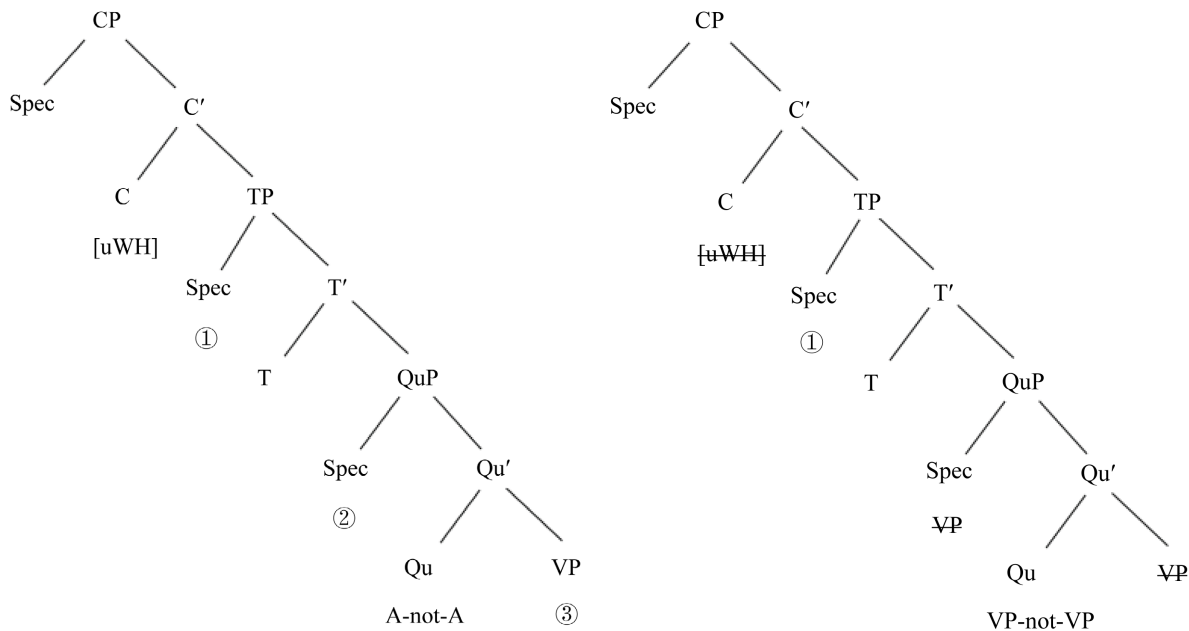 CP
Spec
C′
C
TP
[uWH]
Spec
T′
①
T
QuP
Spec
Qu′
②
Qu
VP
A-not-A
③
CP
Spec
C′
C
TP
[uWH]
Spec
T′
①
T
QuP
Spec
Qu′
VP
Qu
VP
VP-not-VP